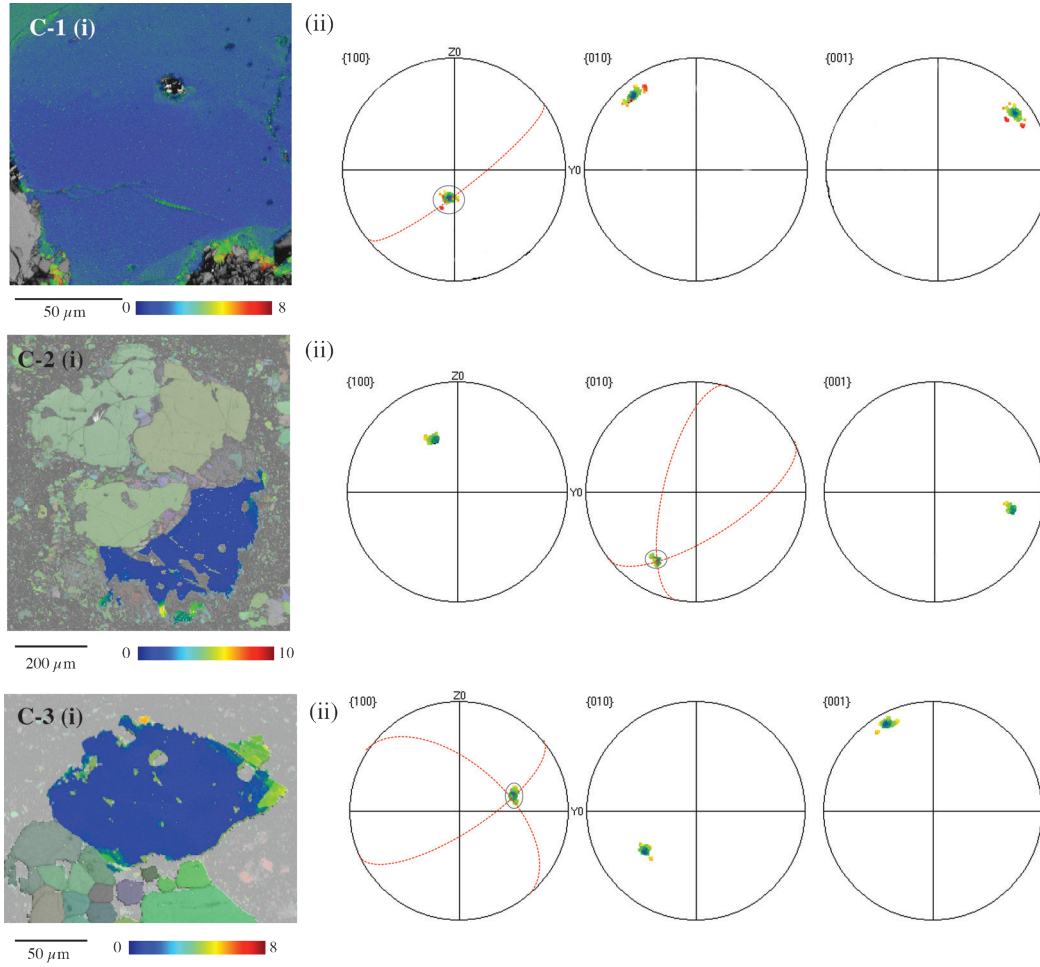 C-1 (i)
(ii)
{100}
Z0
{010}
{001}
Y0
50 µm
0
8
C-2 (i)
(ii)
{100}
Z0
{010}
{001}
Y0
200 µm
0
10
C-3 (i)
(ii)
{100}
Z0
{010}
{001}
Y0
50 µm
0
8